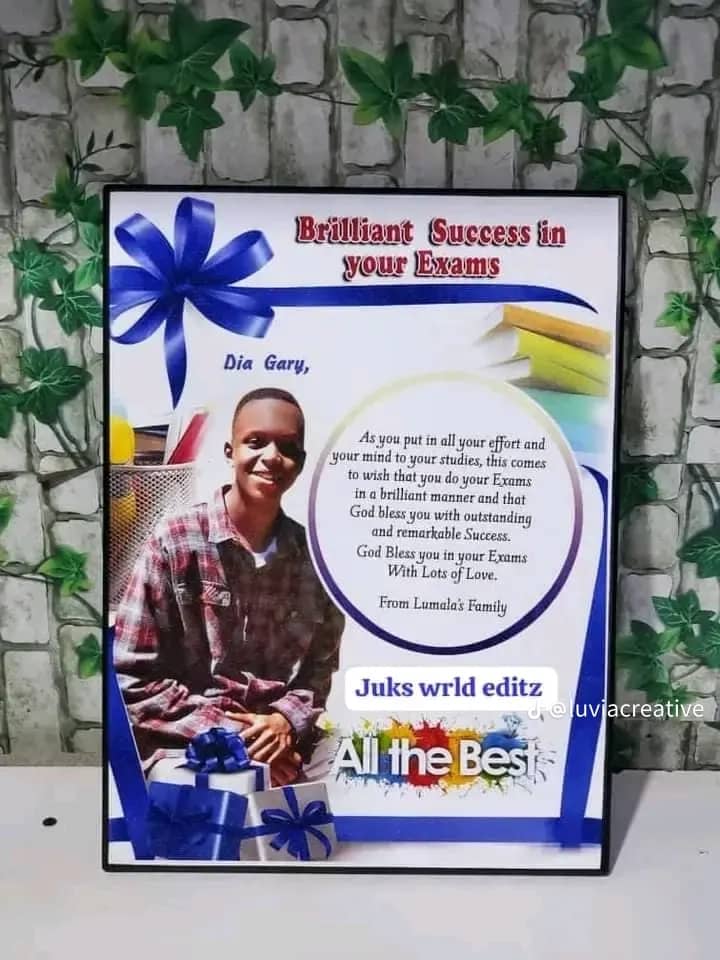 Brilliant Success in
your Exams
Dia Gary,
As you put in all your effort and
your mind to your studies, this comes
to wish that you do your Exams
in a brilliant manner and that
God bless you with outstanding
and remarkable Success.
God Bless you in your Exams
With Lots of Love.
From Lumala's Family
Juks wrld editz
@luviacreative
All the Best